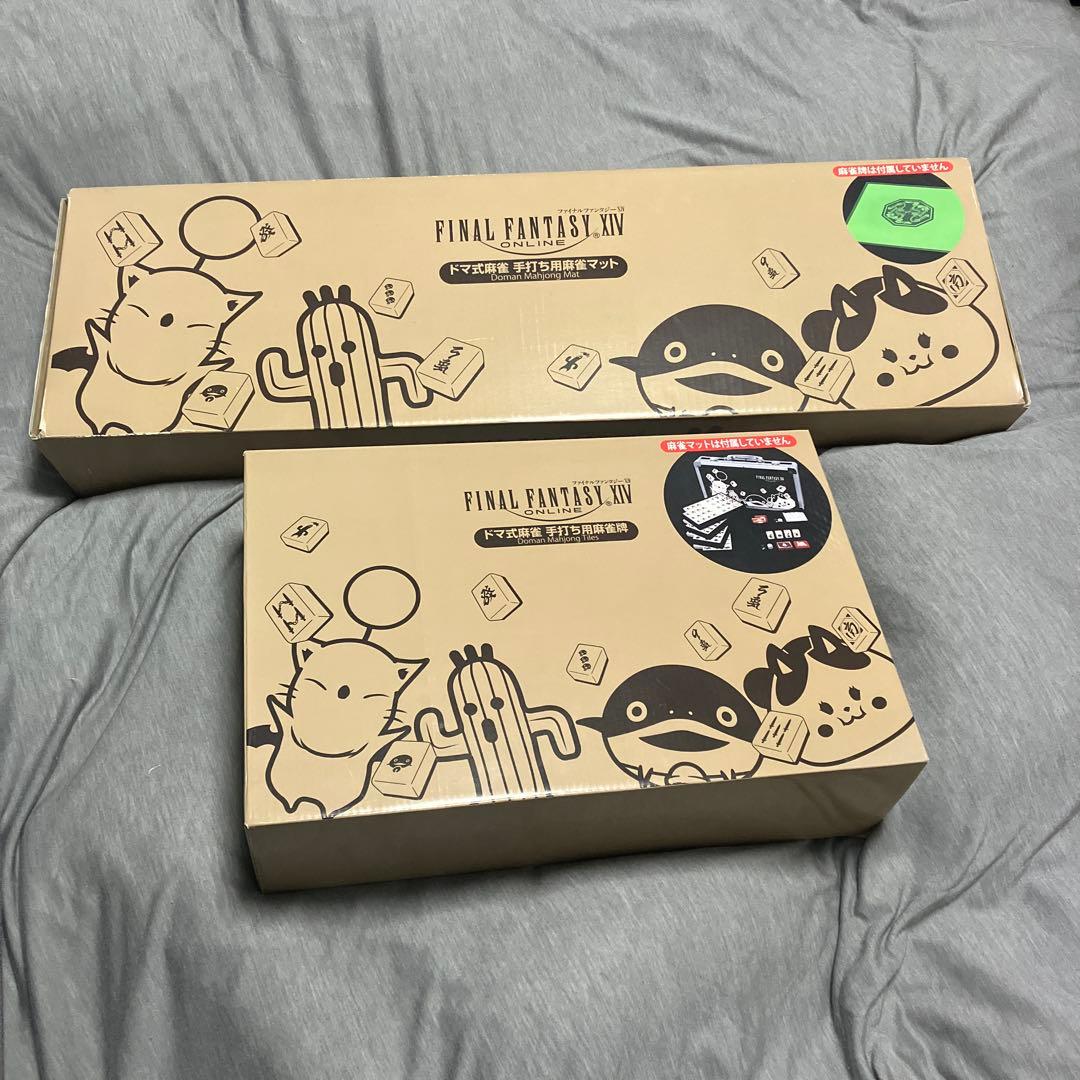 麻雀牌は付属していません
ファイナルファンタジーXIV
FINAL FANTASY® XIV
ONLINE
ドマ式麻雀 手打ち用麻雀マット
Doman Mahjong Mat
發
南
麻雀マットは付属していません
ファイナルファンタジーXIV
FINAL FANTASY® XIV
ONLINE
ドマ式麻雀 手打ち用麻雀牌
Doman Mahjong Tiles
發
南